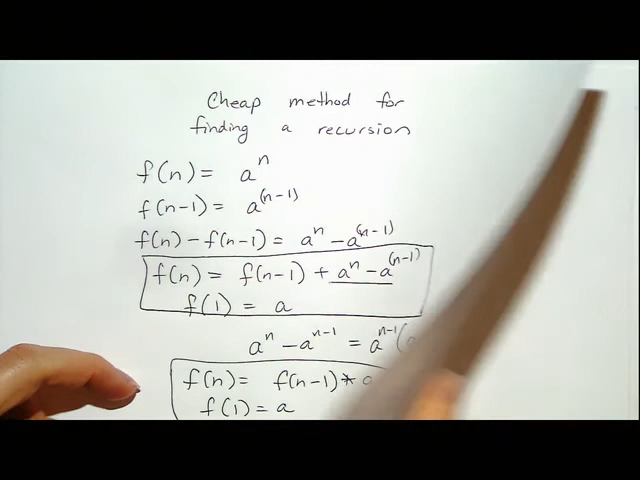 Cheap method for
finding a recursion
f(n) = a^n
f(n-1) = a^(n-1)
f(n) - f(n-1) = a^n - a^(n-1)
f(n) = f(n-1) + a^n - a^(n-1)
f(1) = a
a^n - a^n-1 = a^n-1 (
f(n) = f(n-1) * a
f(1) = a